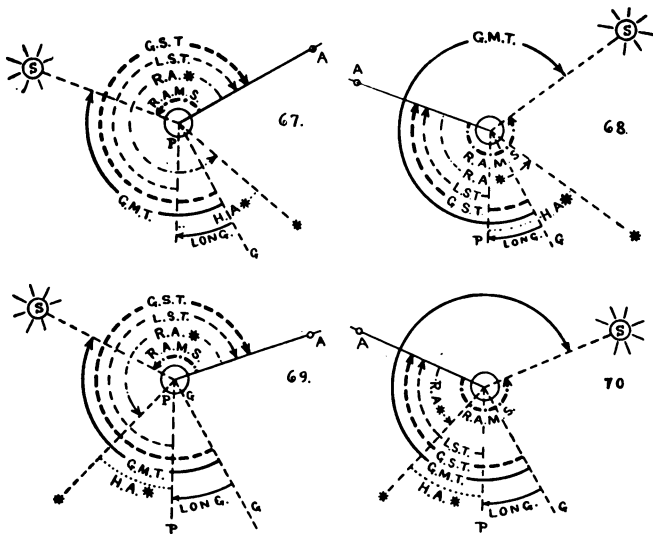 G.S.T
L.S.T.
R.A.*
R.A.M.S
S
A
P
67.
G.M.T.
H.A*
LONG.
G
*
G.M.T.
S
A
68.
R.A.M.S
R.A*
L.S.T
G.S.T.
H.A*
P
LONG.
G
*
G.S.T.
L.S.T.
R.A.*
R.A.M.S
S
A
P
G
69.
G.M.T.
H.A.*
LONG.
*
P
G
S
A
70
R.A*
R.A.M.S
L.S.T.
G.S.T.
G.M.T.
H.A.*
LONG.
*
P
G